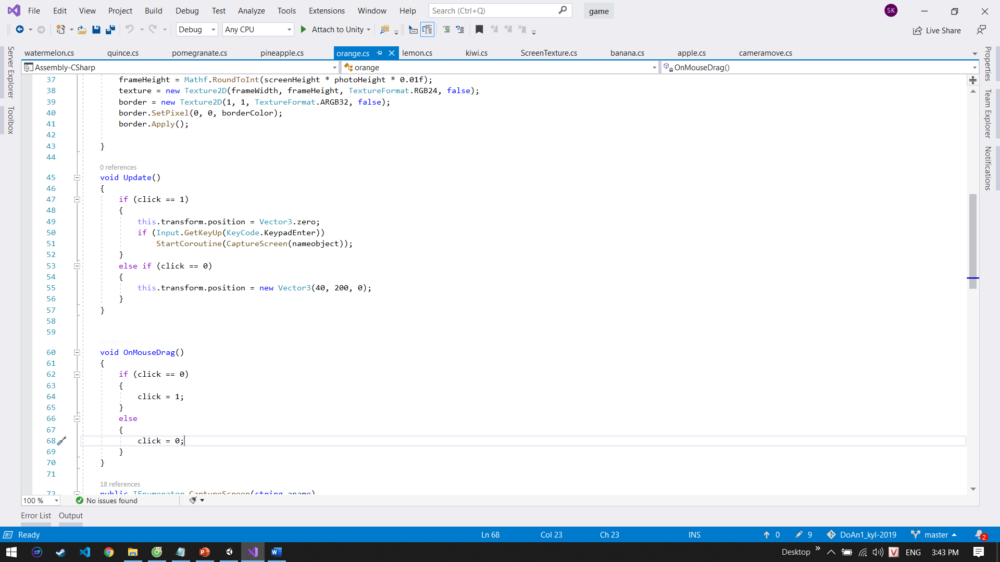 File Edit View Project Build Debug Test Analyze Tools Extensions Window Help Search (Ctrl+Q) game SK
Debug Any CPU Attach to Unity Live Share
watermelon.cs quince.cs pomegranate.cs pineapple.cs orange.cs lemon.cs kiwi.cs ScreenTexture.cs banana.cs apple.cs cameramove.cs
Assembly-CSharp orange OnMouseDrag()
Server Explorer
Toolbox
Properties
Team Explorer
Notifications
37 frameHeight = Mathf.RoundToInt(screenHeight * photoHeight * 0.01f);
38 texture = new Texture2D(frameWidth, frameHeight, TextureFormat.RGB24, false);
39 border = new Texture2D(1, 1, TextureFormat.ARGB32, false);
40 border.SetPixel(0, 0, borderColor);
41 border.Apply();
42
43 }
44
0 references
45 void Update()
46 {
47 if (click == 1)
48 {
49 this.transform.position = Vector3.zero;
50 if (Input.GetKeyUp(KeyCode.KeypadEnter))
51 StartCoroutine(CaptureScreen(nameobject));
52 }
53 else if (click == 0)
54 {
55 this.transform.position = new Vector3(40, 200, 0);
56 }
57 }
58
59
0 references
60 void OnMouseDrag()
61 {
62 if (click == 0)
63 {
64 click = 1;
65 }
66 else
67 {
68 click = 0;
69 }
70 }
71
18 references
72 public IEnumerator CaptureScreen(string aname)
100 % No issues found
Error List Output
Ready Ln 68 Col 23 Ch 23 INS 0 9 DoAn1_kyI-2019 master 2
Desktop » V ENG 3:43 PM